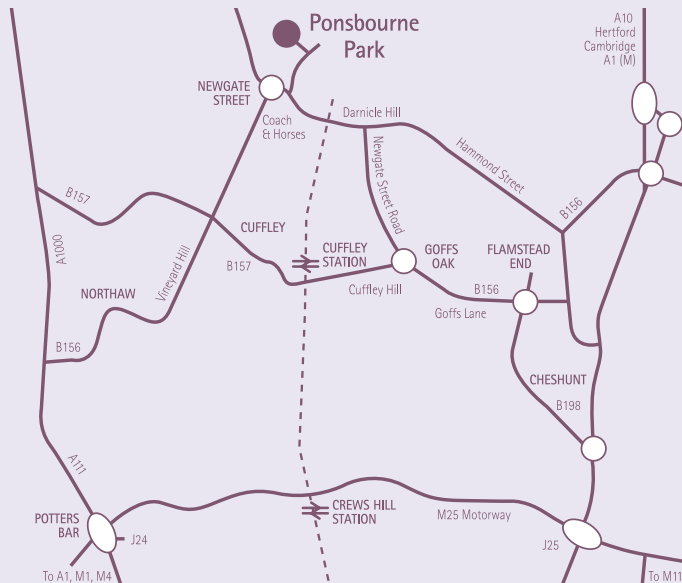 Ponsbourne
Park
A10
Hertford
Cambridge
A1 (M)
NEWGATE
STREET
Coach
& Horses
Darnicle Hill
Hammond Street
Newgate Street Road
B157
B156
A1000
CUFFLEY
CUFFLEY
STATION
GOFFS
OAK
FLAMSTEAD
END
B157
Vineyard Hill
NORTHAW
Cuffley Hill
B156
Goffs Lane
B156
CHESHUNT
B198
A111
POTTERS
BAR
J24
CREWS HILL
STATION
M25 Motorway
J25
To A1, M1, M4
To M11